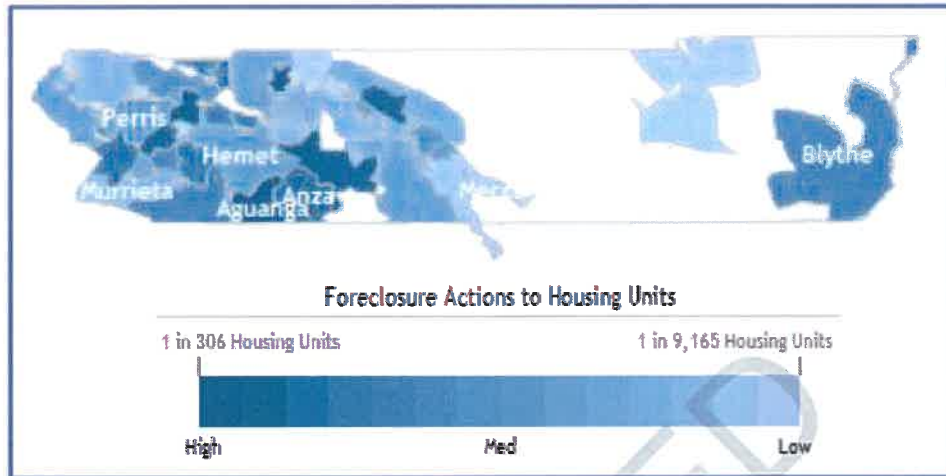 Perris
Hemet
Blythe
Murrieta
Anza
Aguanga
Foreclosure Actions to Housing Units
1 in 306 Housing Units
1 in 9,165 Housing Units
High
Med
Low